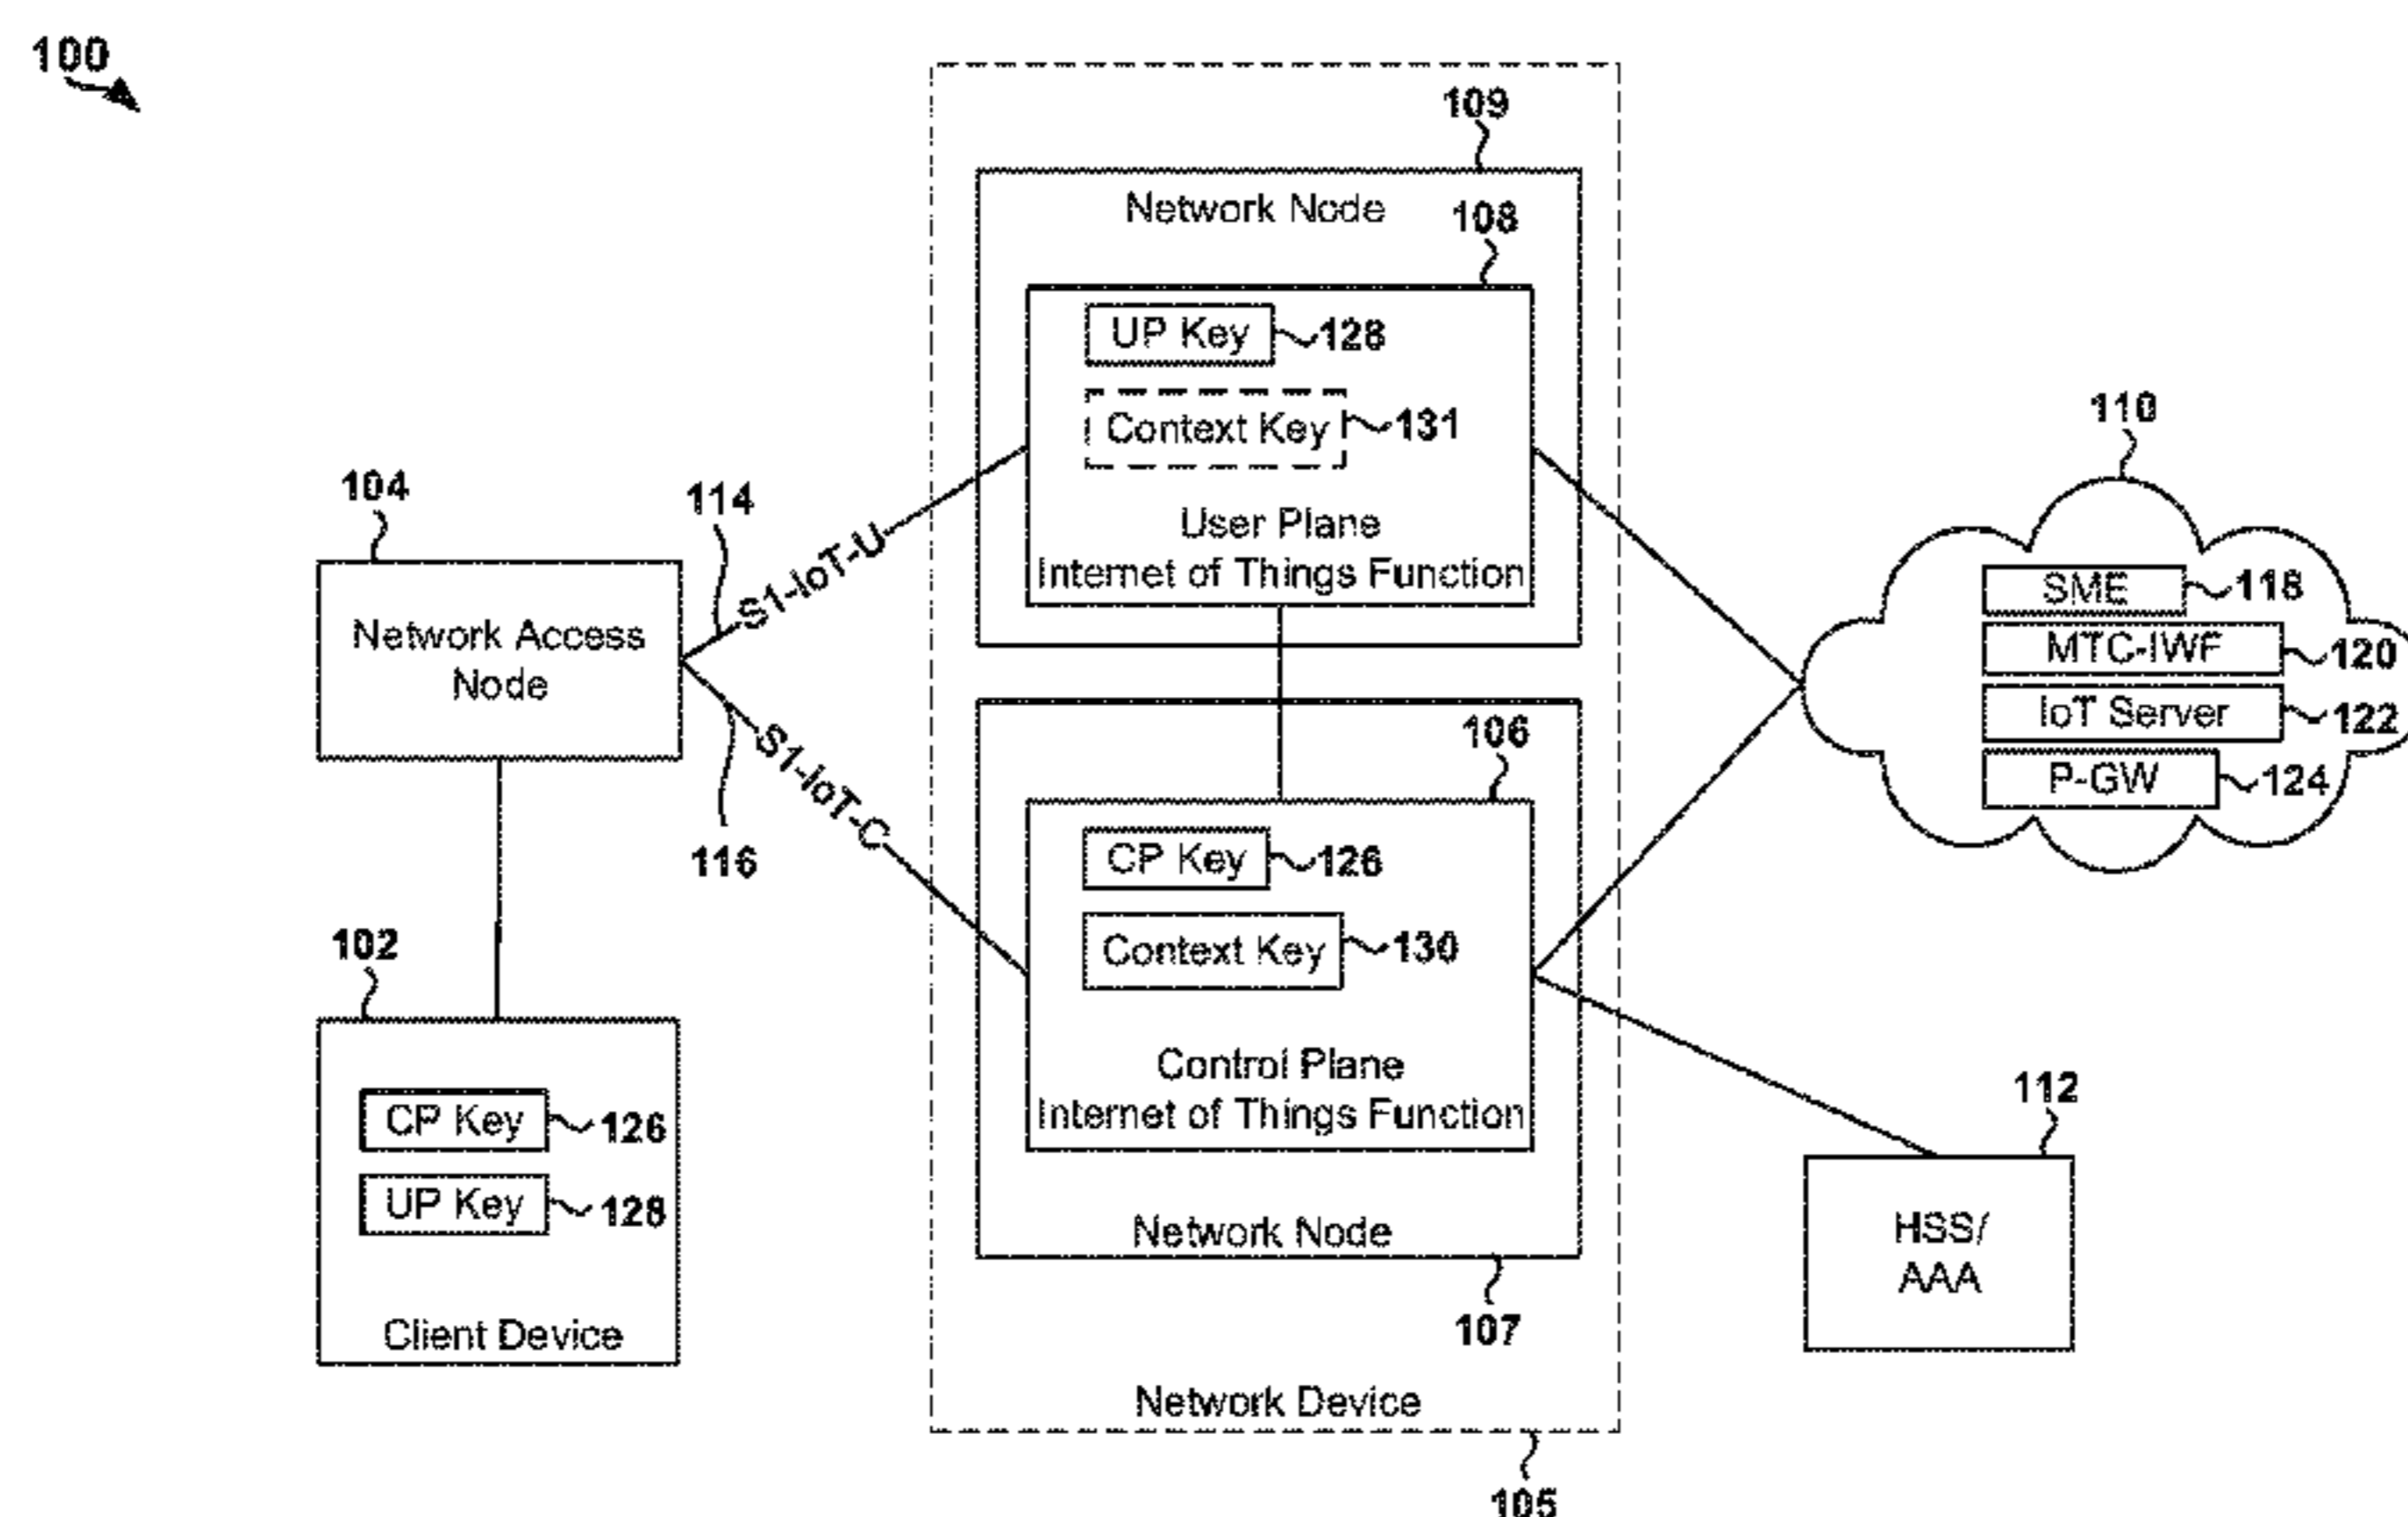 100
109
Network Node
108
UP Key 128
Context Key 131
User Plane
Internet of Things Function
104
Network Access
Node
114
S1-IoT-U
116
S1-IoT-C
110
SME 118
MTC-IWF 120
IoT Server 122
P-GW 124
106
CP Key 126
Context Key 130
Control Plane
Internet of Things Function
Network Node
107
102
CP Key 126
UP Key 128
Client Device
112
HSS/
AAA
Network Device
105